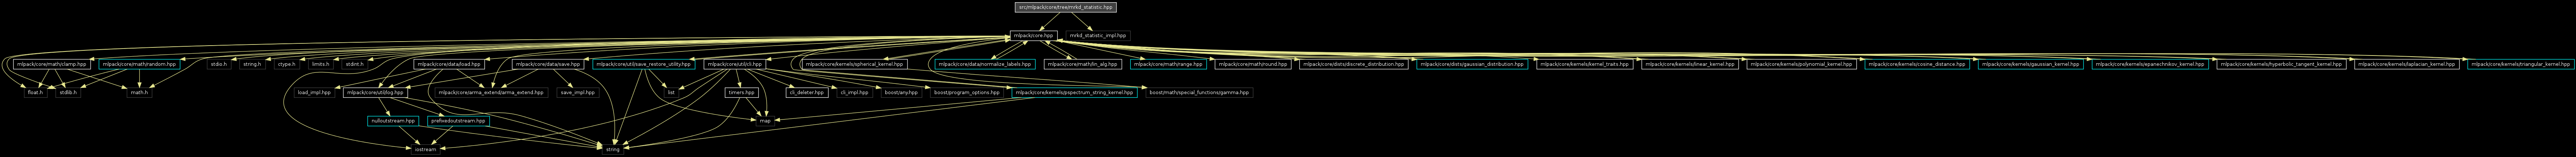 src/mlpack/core/tree/mrkd_statistic.hpp
mlpack/core.hpp
mrkd_statistic_impl.hpp
mlpack/core/math/clamp.hpp
mlpack/core/math/random.hpp
stdio.h
string.h
ctype.h
limits.h
stdint.h
mlpack/core/data/load.hpp
mlpack/core/data/save.hpp
mlpack/core/util/save_restore_utility.hpp
mlpack/core/util/cli.hpp
mlpack/core/kernels/spherical_kernel.hpp
mlpack/core/data/normalize_labels.hpp
mlpack/core/math/lin_alg.hpp
mlpack/core/math/range.hpp
mlpack/core/math/round.hpp
mlpack/core/dists/discrete_distribution.hpp
mlpack/core/dists/gaussian_distribution.hpp
mlpack/core/kernels/kernel_traits.hpp
mlpack/core/kernels/linear_kernel.hpp
mlpack/core/kernels/polynomial_kernel.hpp
mlpack/core/kernels/cosine_distance.hpp
mlpack/core/kernels/gaussian_kernel.hpp
mlpack/core/kernels/epanechnikov_kernel.hpp
mlpack/core/kernels/hyperbolic_tangent_kernel.hpp
mlpack/core/kernels/laplacian_kernel.hpp
mlpack/core/kernels/triangular_kernel.hpp
float.h
stdlib.h
math.h
load_impl.hpp
mlpack/core/util/log.hpp
mlpack/core/arma_extend/arma_extend.hpp
save_impl.hpp
list
timers.hpp
cli_deleter.hpp
cli_impl.hpp
boost/any.hpp
boost/program_options.hpp
mlpack/core/kernels/pspectrum_string_kernel.hpp
boost/math/special_functions/gamma.hpp
nulloutstream.hpp
prefixedoutstream.hpp
map
iostream
string